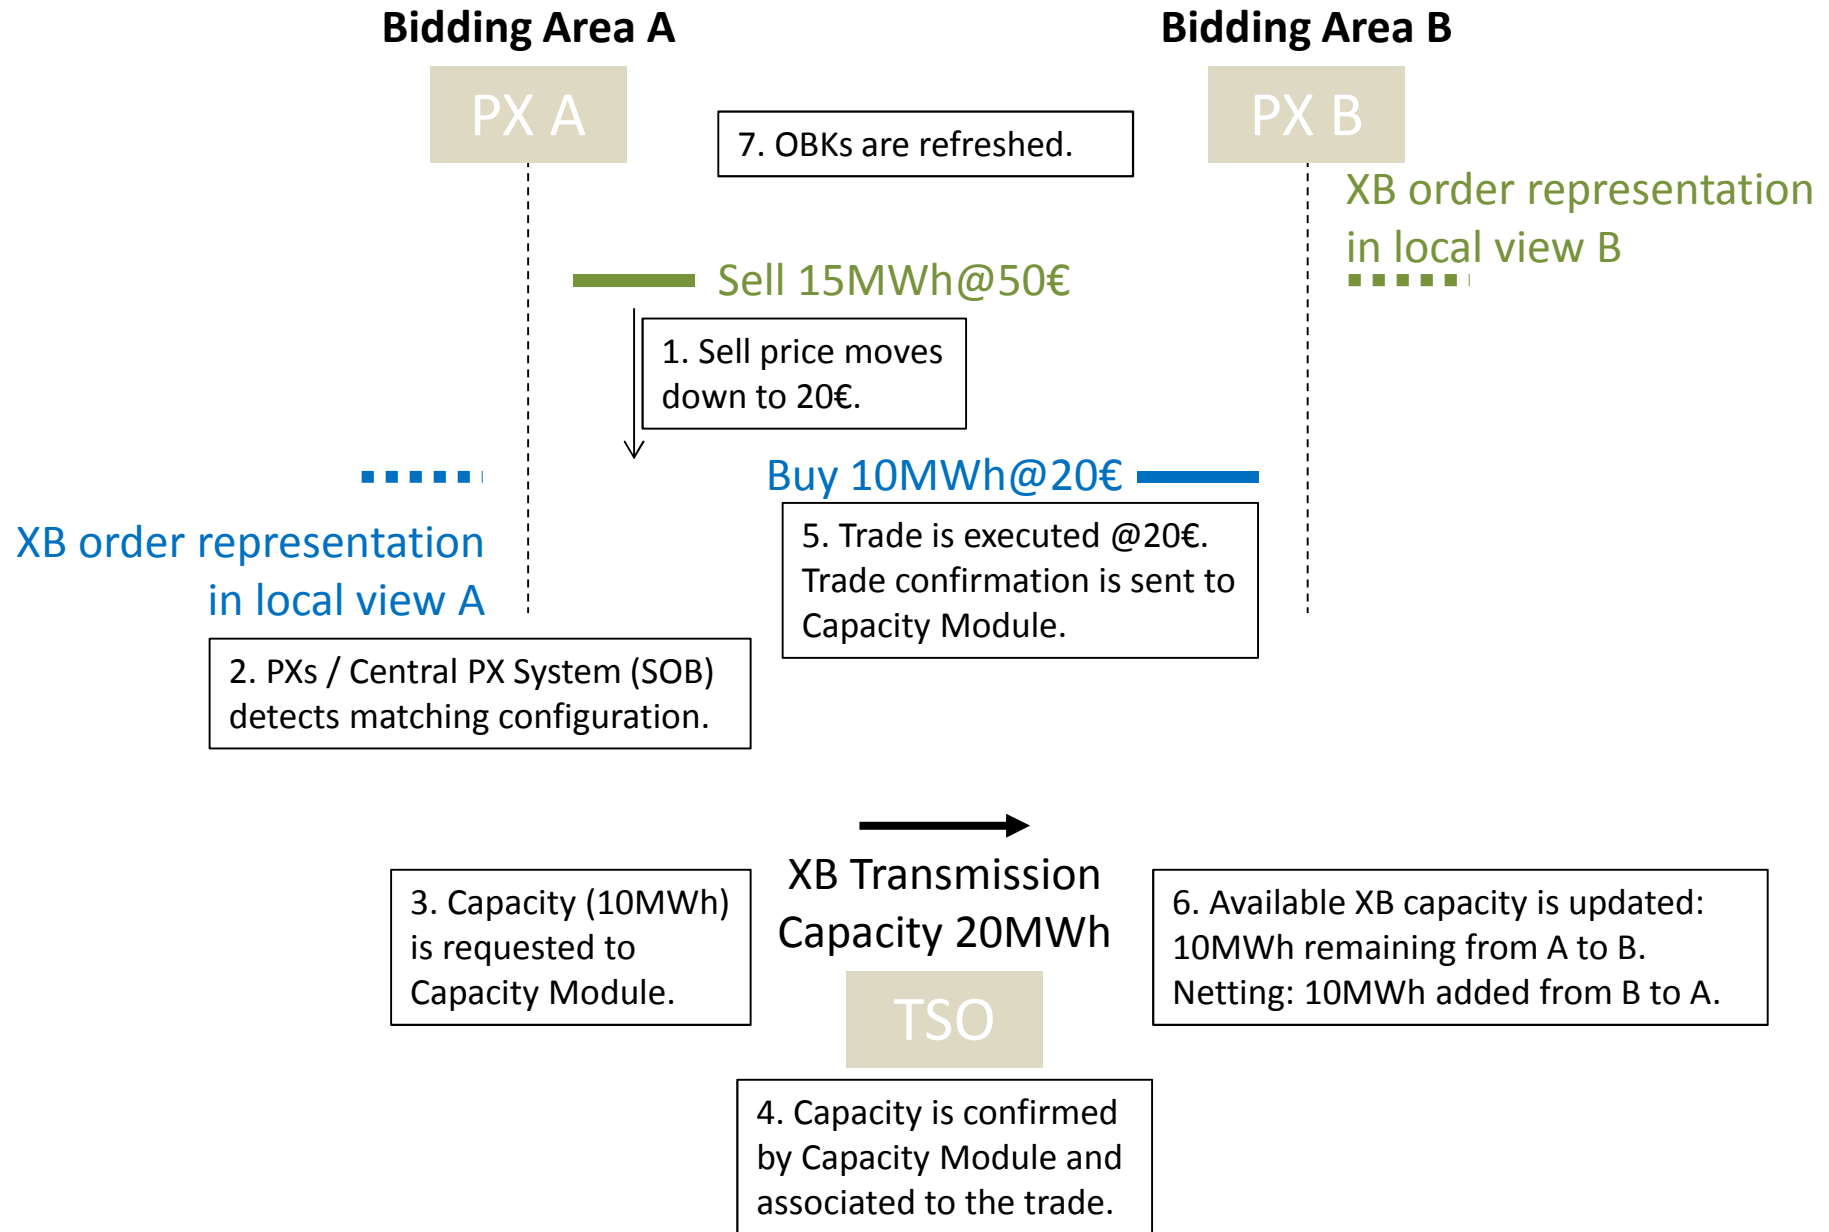 Bidding Area A
Bidding Area B
PX A
PX B
7. OBKs are refreshed.
XB order representation
in local view B
Sell 15MWh@50€
1. Sell price moves
down to 20€.
Buy 10MWh@20€
XB order representation
in local view A
5. Trade is executed @20€.
Trade confirmation is sent to
Capacity Module.
2. PXs / Central PX System (SOB)
detects matching configuration.
XB Transmission
Capacity 20MWh
3. Capacity (10MWh)
is requested to
Capacity Module.
6. Available XB capacity is updated:
10MWh remaining from A to B.
Netting: 10MWh added from B to A.
TSO
4. Capacity is confirmed
by Capacity Module and
associated to the trade.